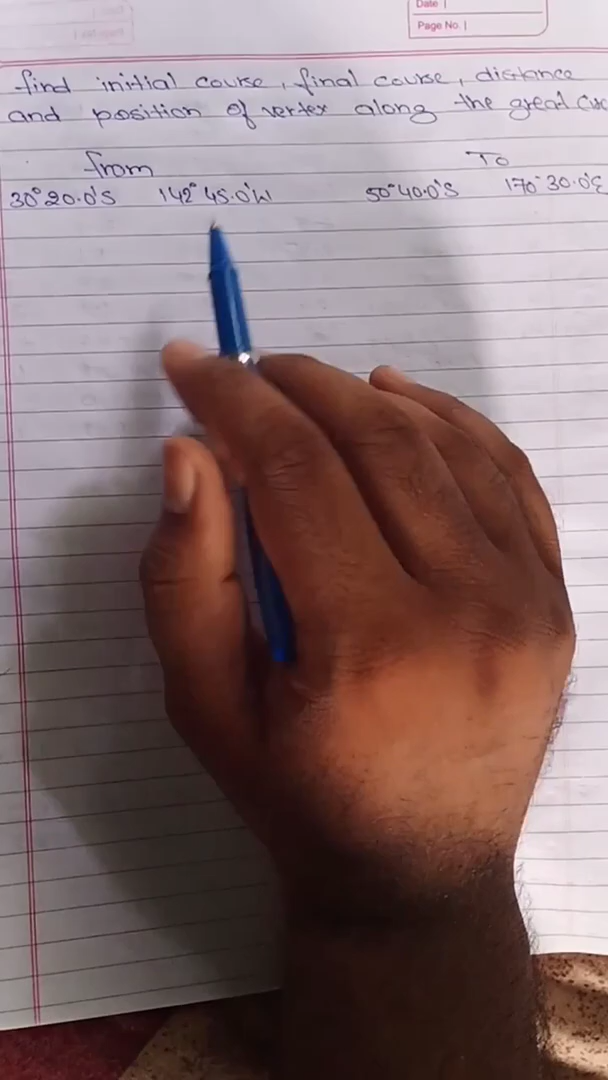 Date |
Page No. |
find initial course, final course, distance
and position of vertex along the great
from To
30°20.0'S 142°45.0'W 50°40.0'S 170°30.0'E